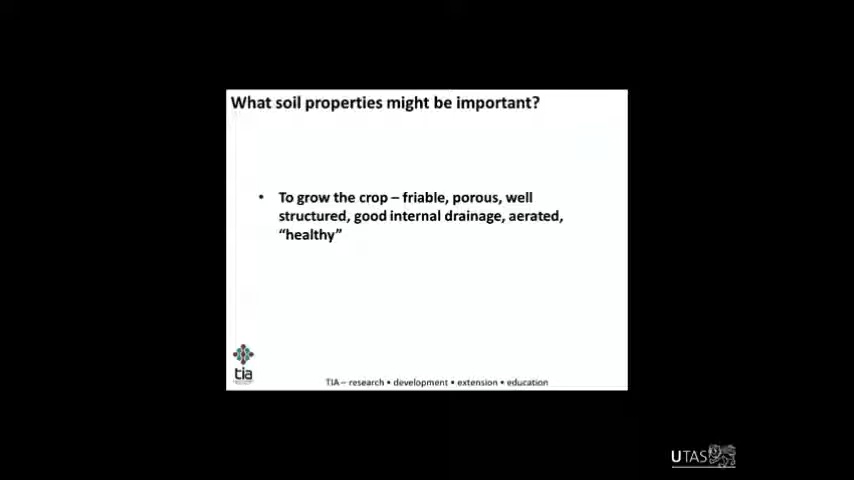 What soil properties might be important?
• To grow the crop – friable, porous, well
structured, good internal drainage, aerated,
“healthy”
tia
TIA – research • development • extension • education
UTAS